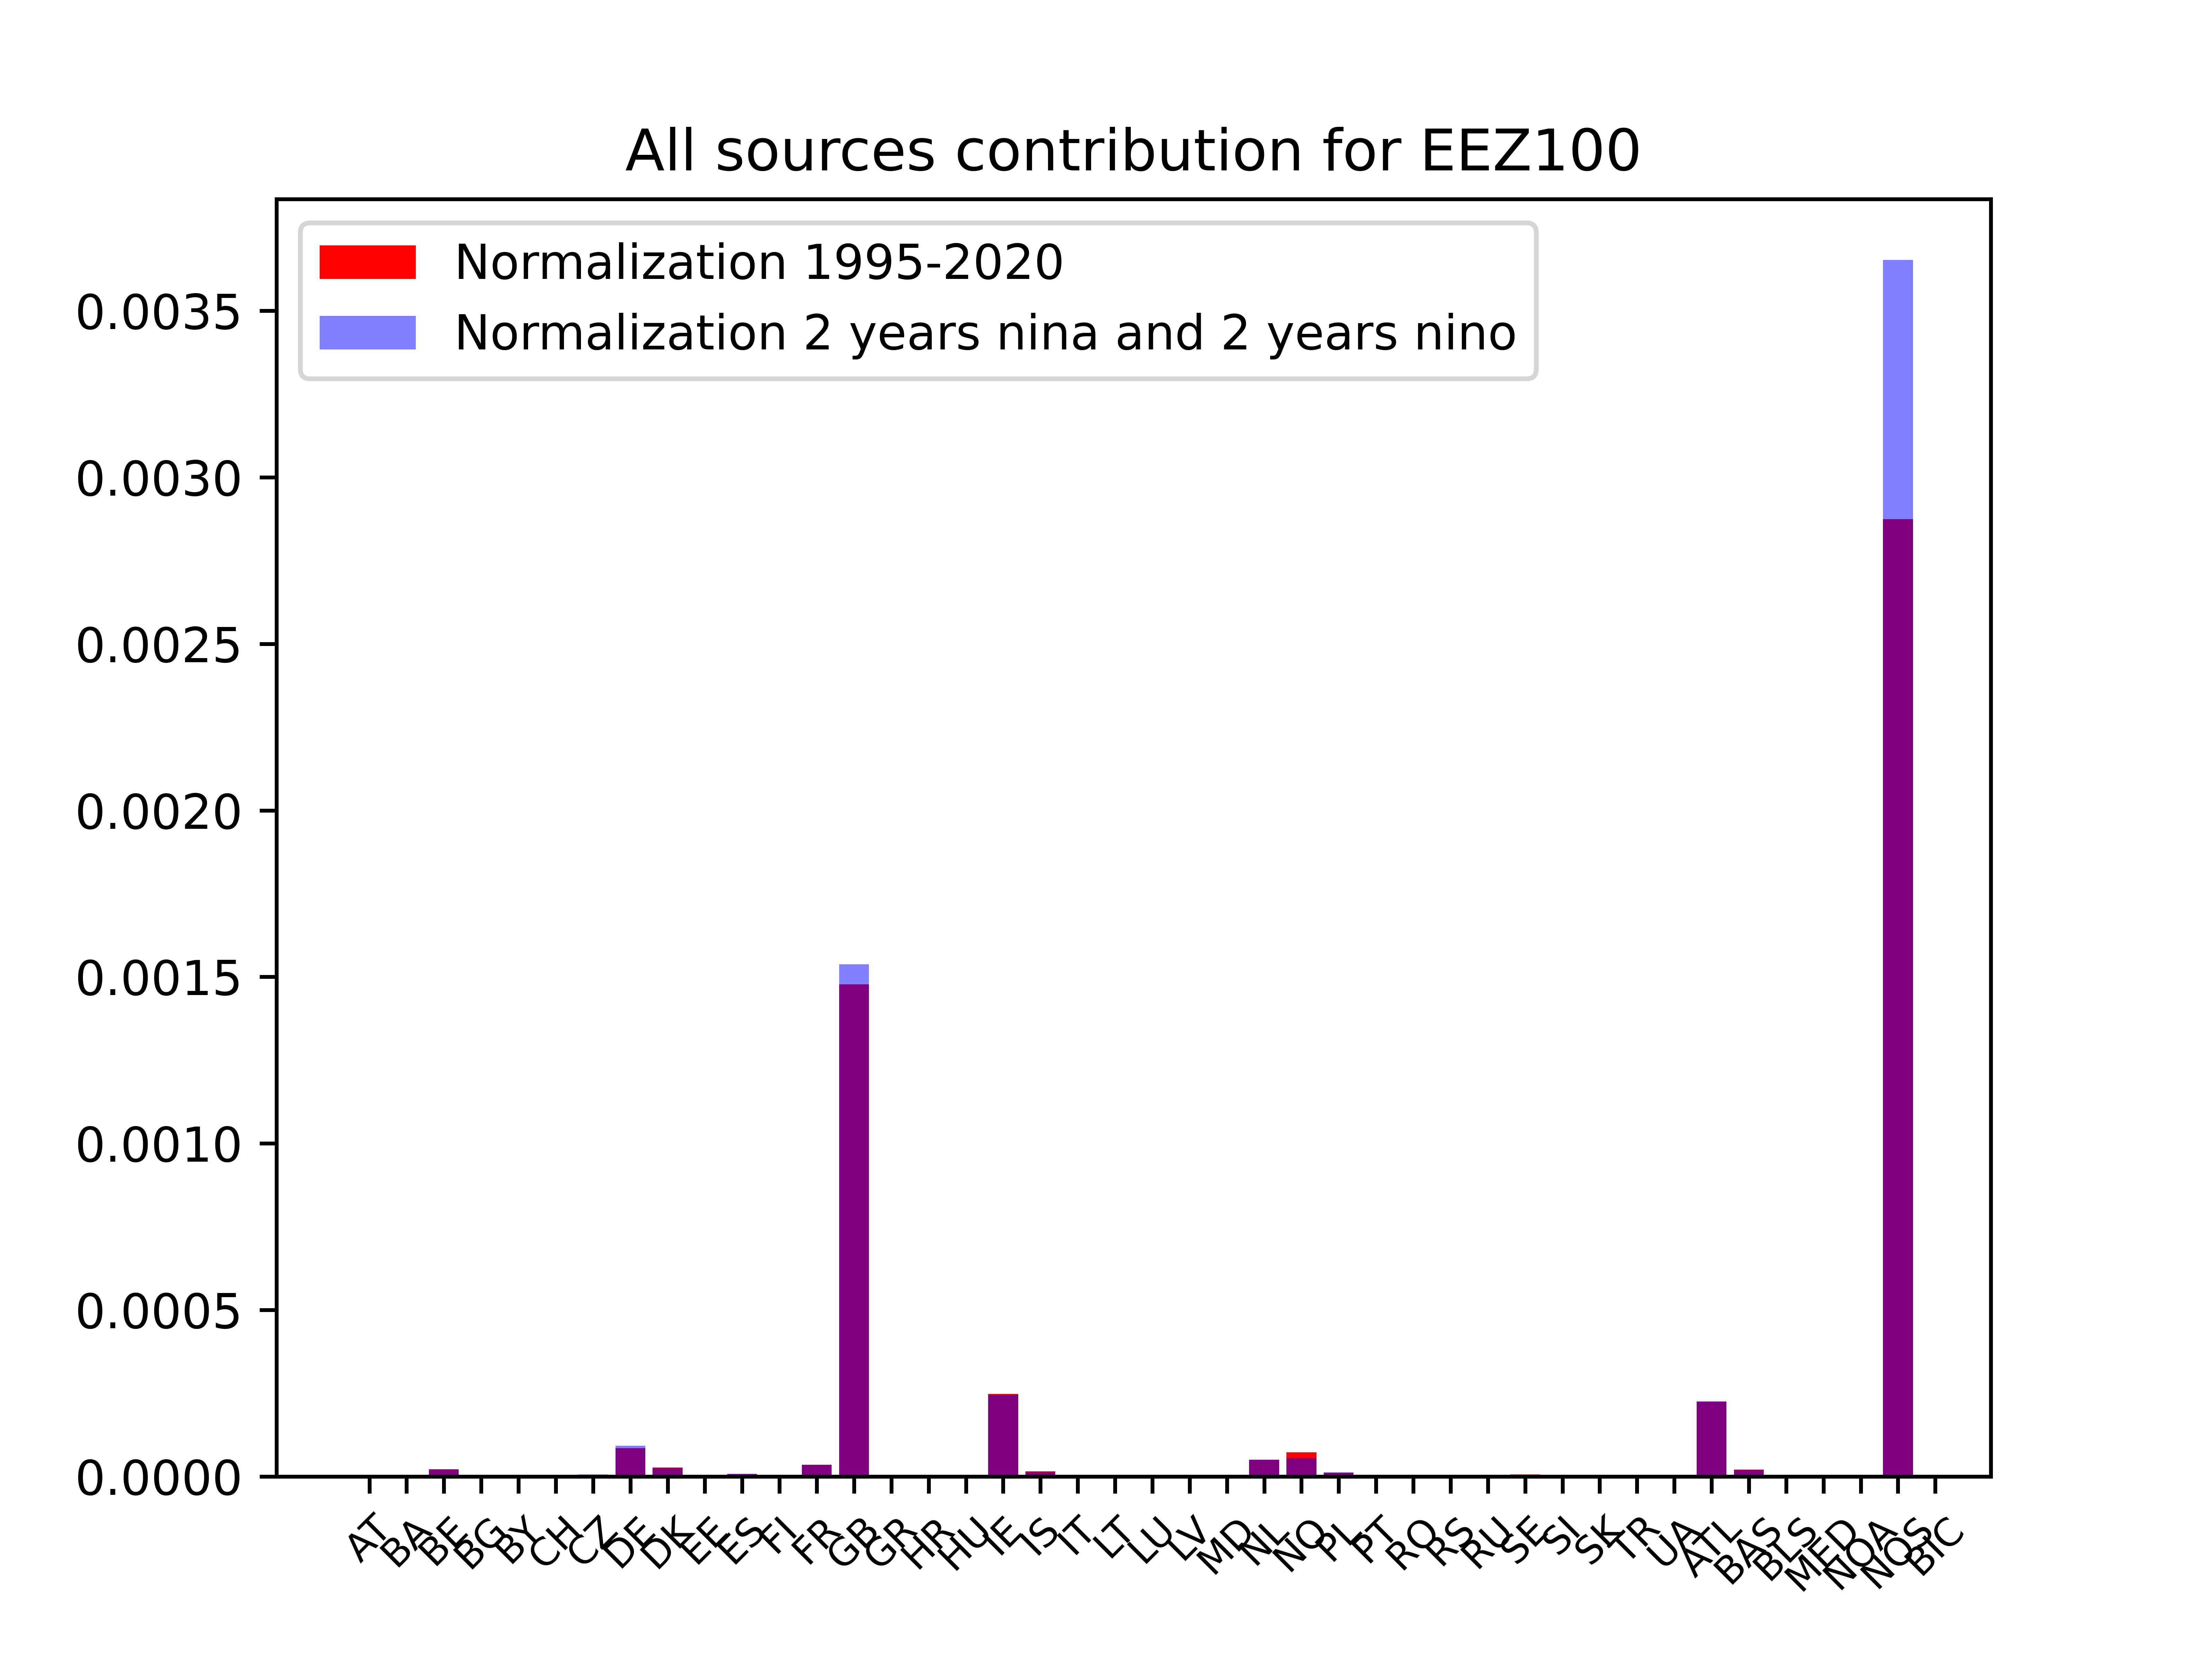 All sources contribution for EEZ100
Normalization 1995-2020
Normalization 2 years nina and 2 years nino
0.0035
0.0030
0.0025
0.0020
0.0015
0.0010
0.0005
0.0000
AT BA BE BG BY CH CZ DE DK EE ES FI FR GB GR HR HU IE IS IT LT LU LV MD NL NO PL PT RO RS RU SE SI SK TR UA ATL BAS BLS MED NOA NOS BIC